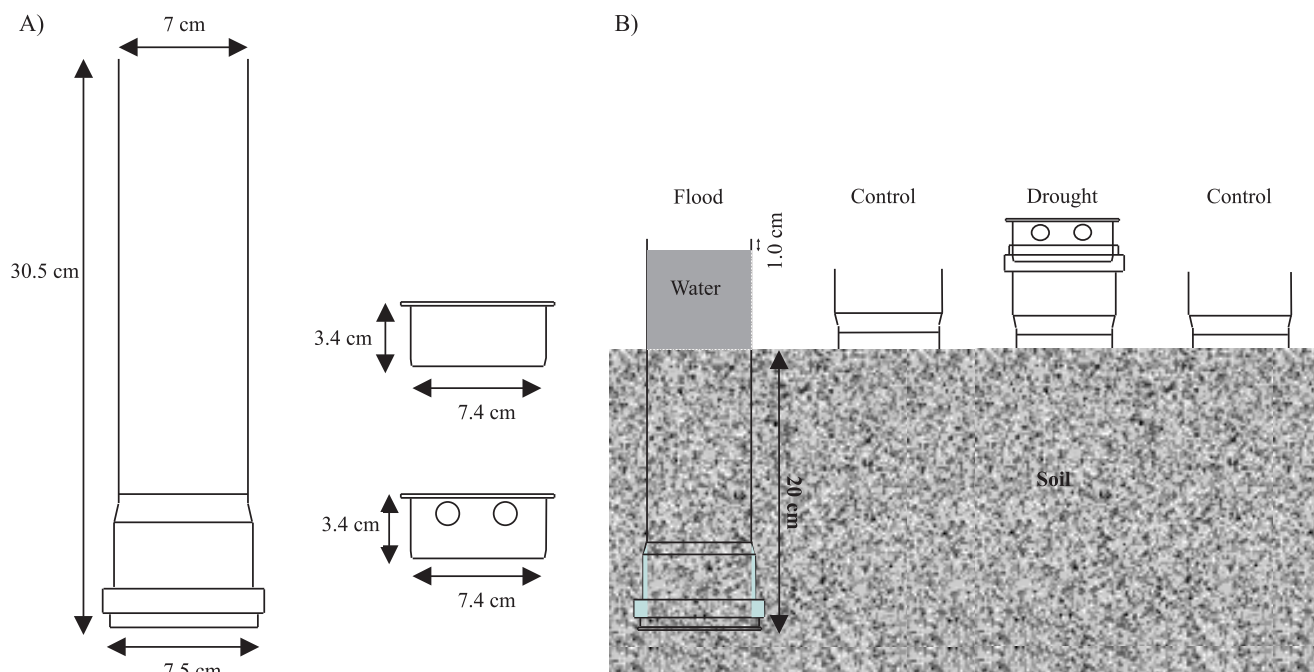 A)
7 cm
30.5 cm
7.5 cm
3.4 cm
7.4 cm
3.4 cm
7.4 cm
B)
Flood
Control
Drought
Control
1.0 cm
Water
20 cm
Soil